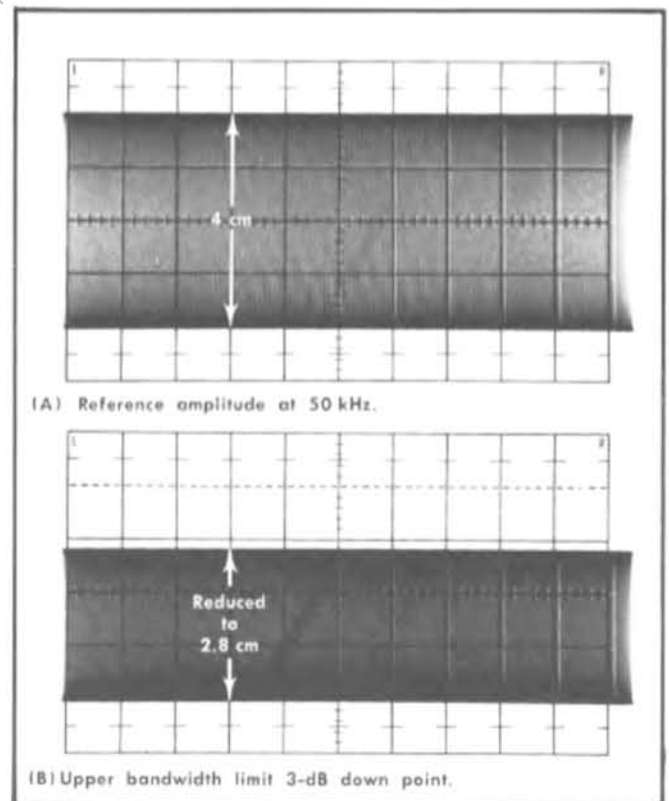 4 cm
(A) Reference amplitude at 50 kHz.
Reduced
to
2.8 cm
(B) Upper bandwidth limit 3-dB down point.